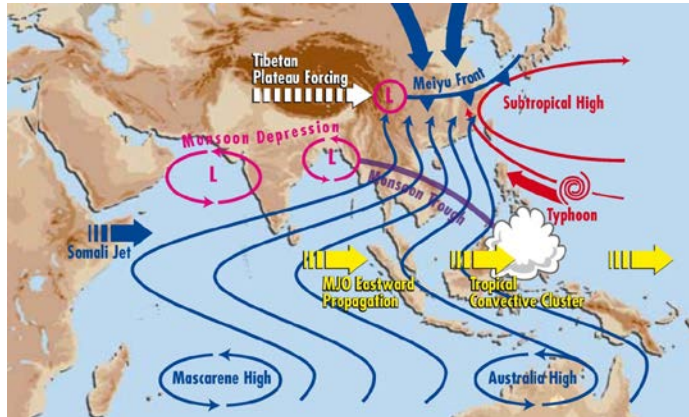 Tibetan
Plateau Forcing
L
Meiyu Front
Subtropical High
Monsoon Depression
L
L
Monsoon Trough
Typhoon
Somali Jet
MJO Eastward
Propagation
Tropical
Convective Cluster
Mascarene High
Australia High